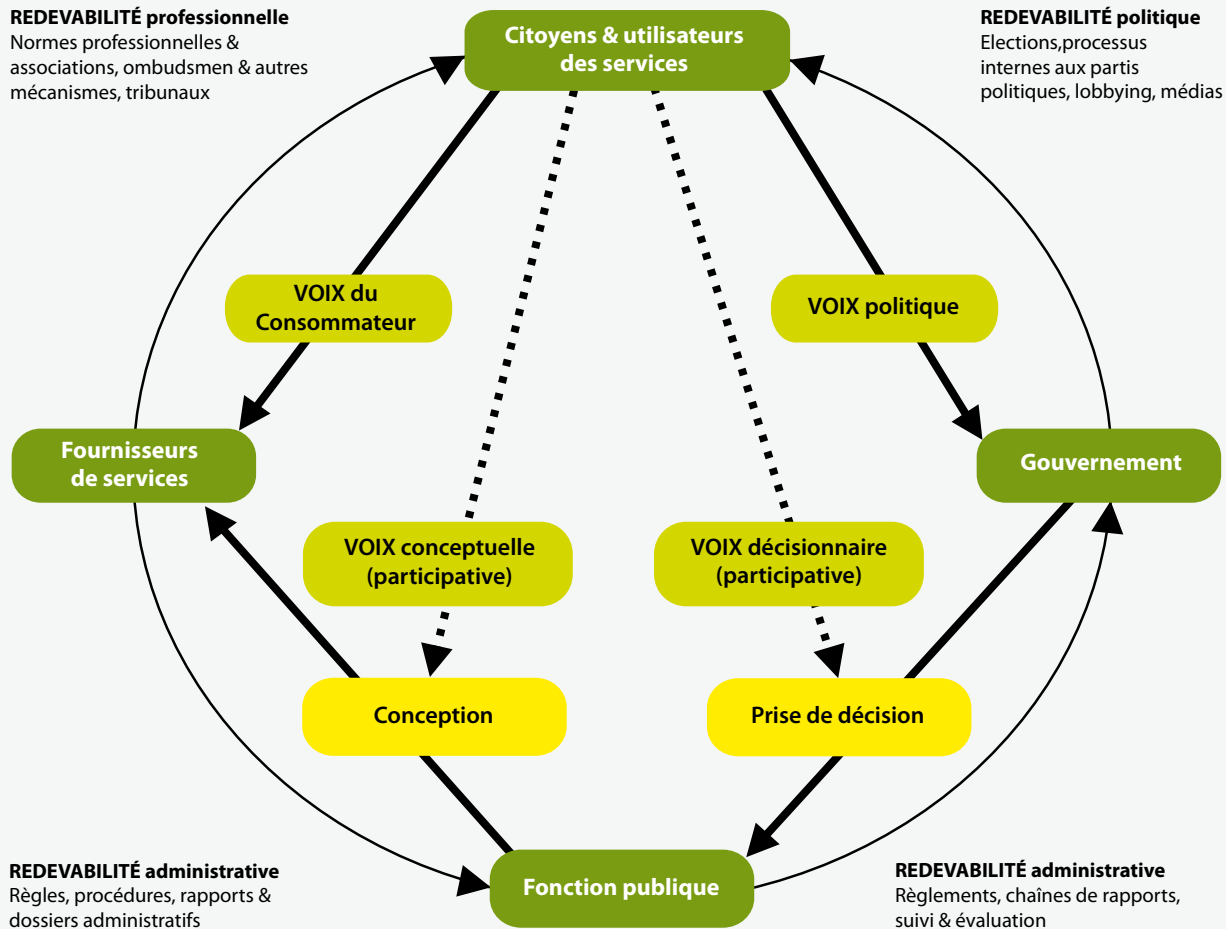 REDEVABILITÉ professionnelle
Normes professionnelles &
associations, ombudsmen & autres
mécanismes, tribunaux
Citoyens & utilisateurs
des services
REDEVABILITÉ politique
Elections,processus
internes aux partis
politiques, lobbying, médias
VOIX du
Consommateur
VOIX politique
Fournisseurs
de services
Gouvernement
VOIX conceptuelle
(participative)
VOIX décisionnaire
(participative)
Conception
Prise de décision
REDEVABILITÉ administrative
Règles, procédures, rapports &
dossiers administratifs
Fonction publique
REDEVABILITÉ administrative
Règlements, chaînes de rapports,
suivi & évaluation